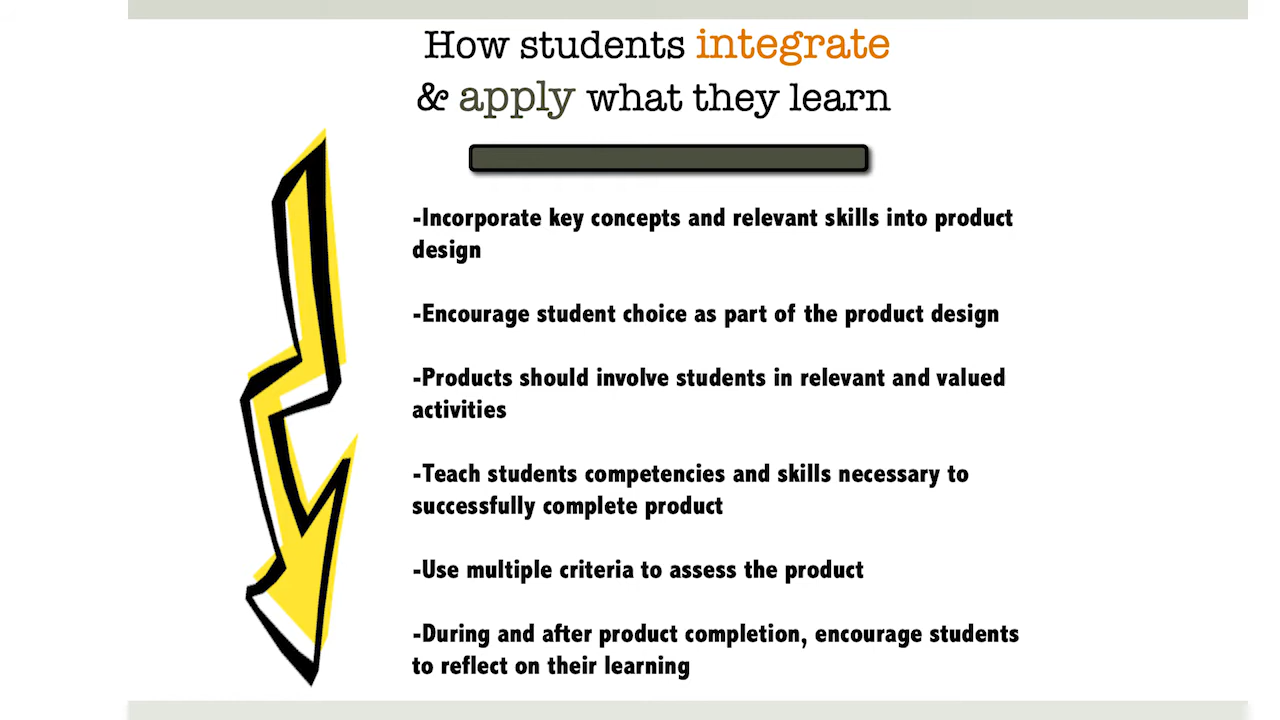 How students integrate
& apply what they learn
-Incorporate key concepts and relevant skills into product
design
-Encourage student choice as part of the product design
-Products should involve students in relevant and valued
activities
-Teach students competencies and skills necessary to
successfully complete product
-Use multiple criteria to assess the product
-During and after product completion, encourage students
to reflect on their learning